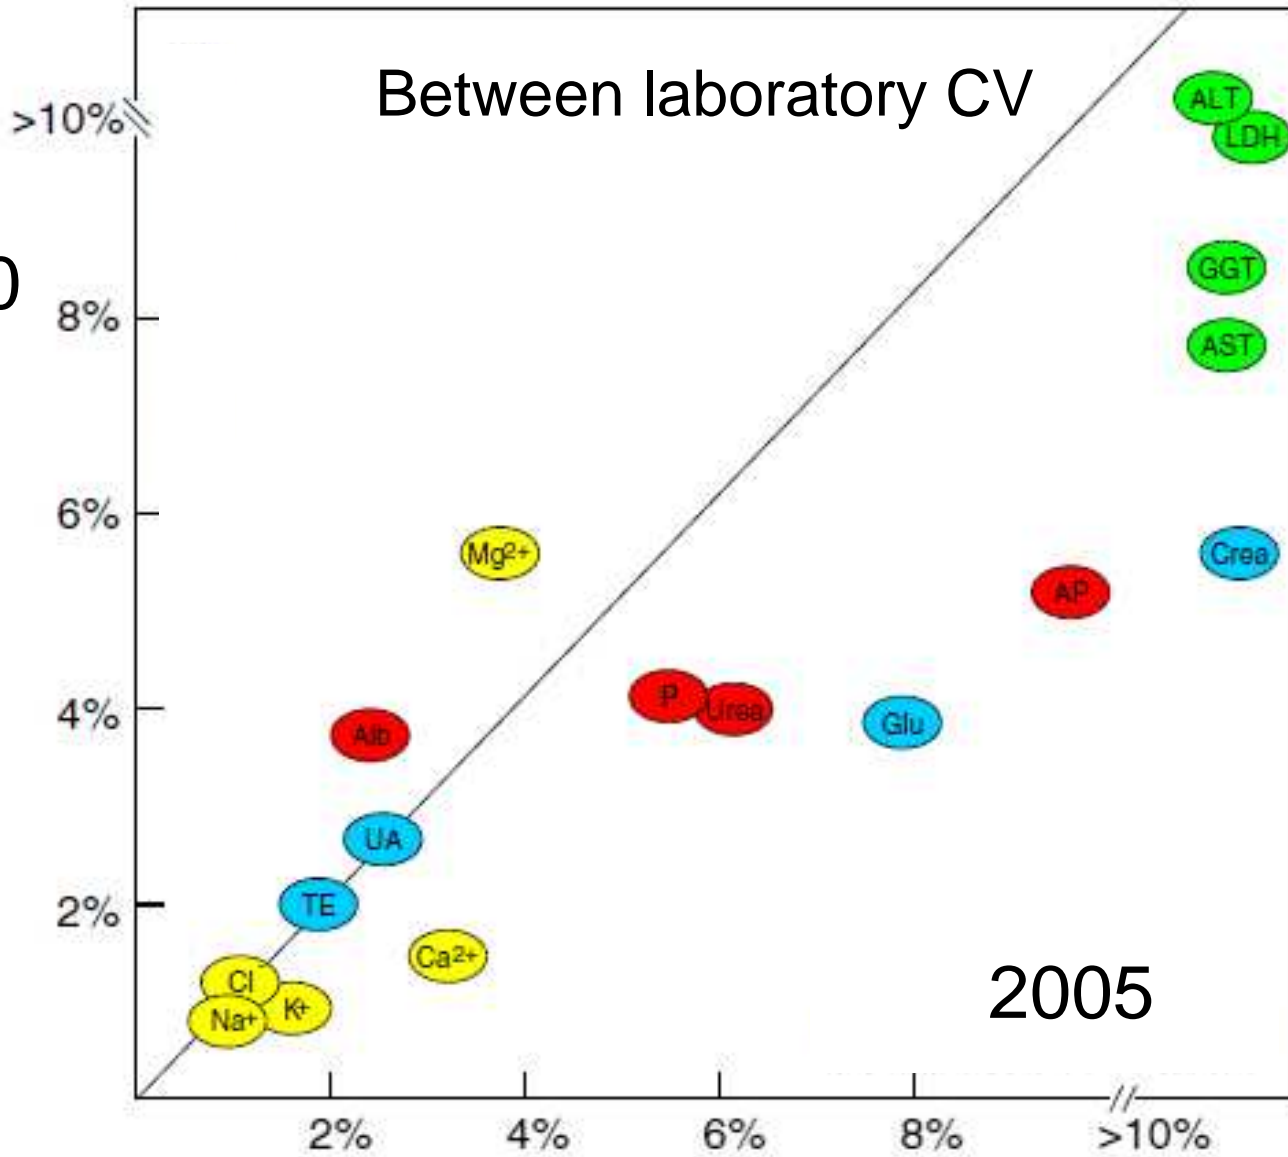 Between laboratory CV
>10%
ALT
LDH
0
GGT
8%
AST
6%
Mg2+
Crea
AP
P
Urea
4%
Glu
Alb
UA
2%
TE
Ca2+
Cl
K+
Na+
2005
2%
4%
6%
8%
>10%